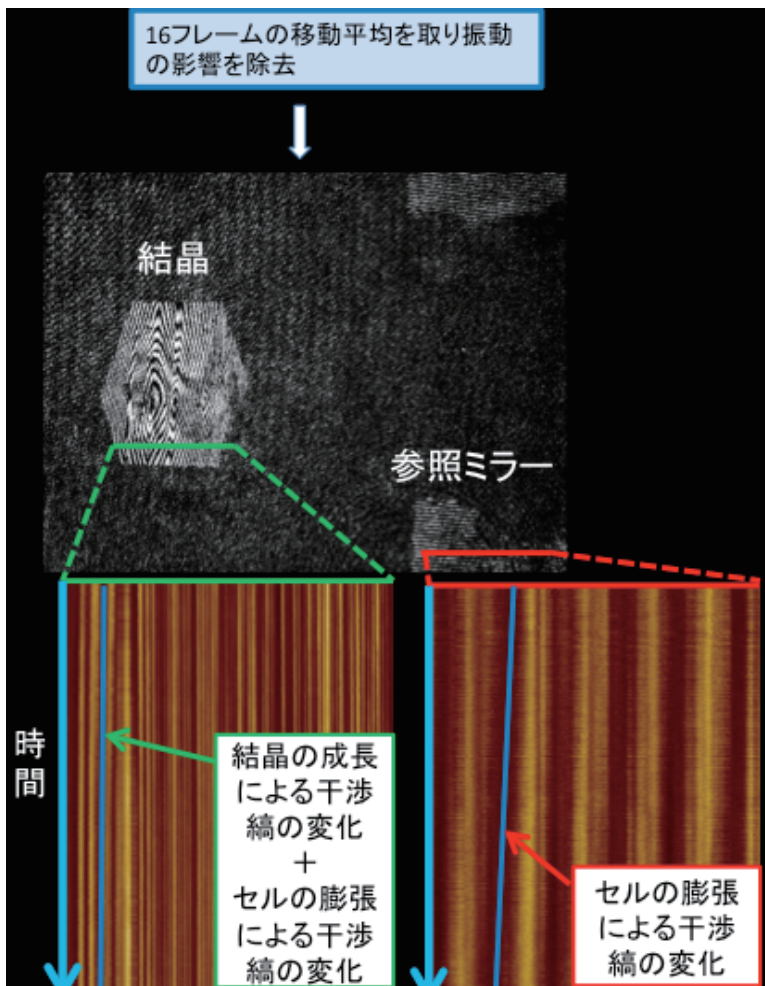 16フレームの移動平均を取り振動
の影響を除去
結晶
参照ミラー
時
間
結晶の成長
による干渉
縞の変化
+
セルの膨張
による干渉
縞の変化
セルの膨張
による干渉
縞の変化